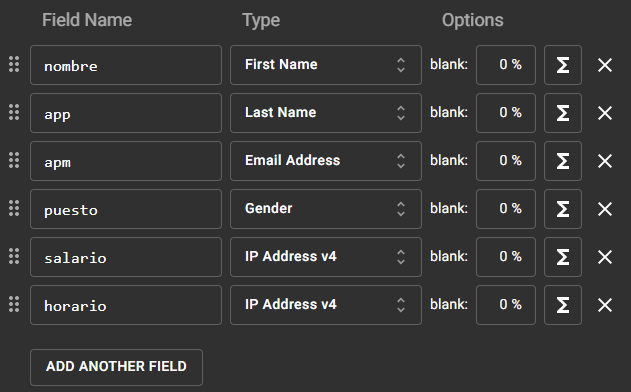 Field Name Type Options
nombre First Name blank: 0 % Σ
app Last Name blank: 0 % Σ
apm Email Address blank: 0 % Σ
puesto Gender blank: 0 % Σ
salario IP Address v4 blank: 0 % Σ
horario IP Address v4 blank: 0 % Σ
ADD ANOTHER FIELD